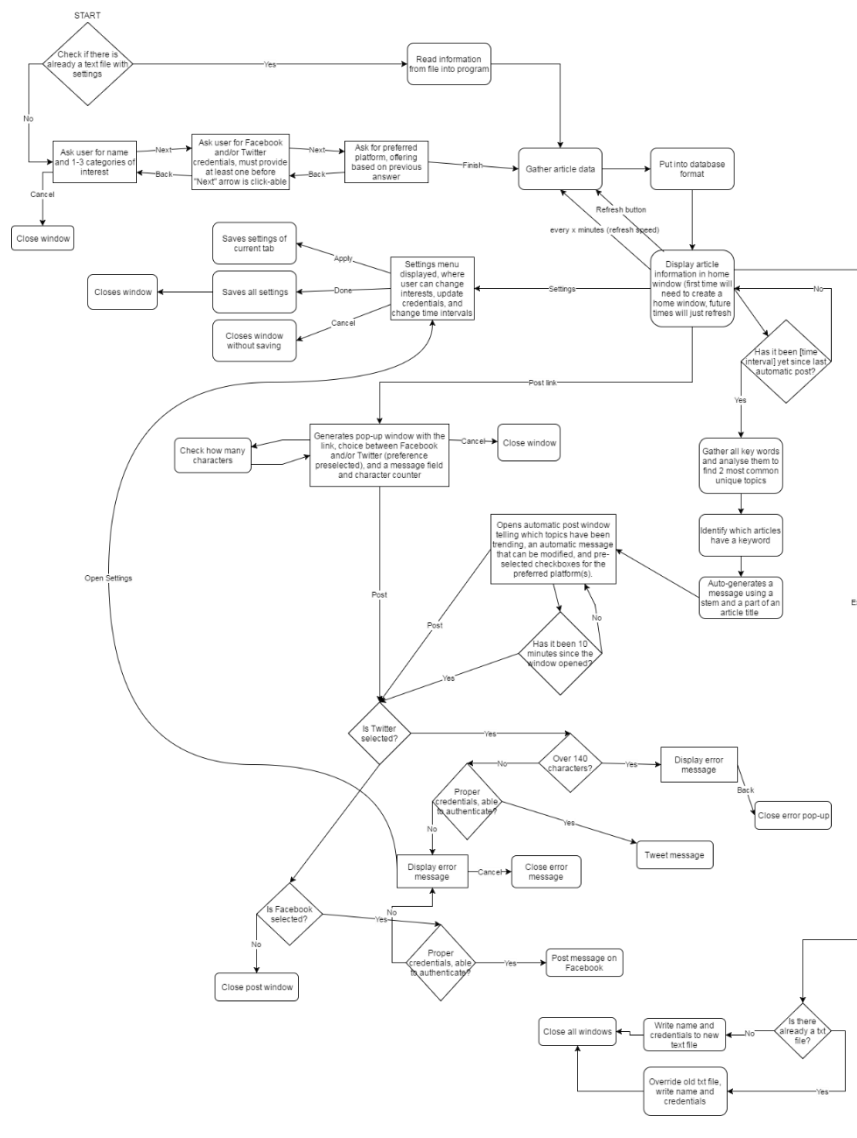 START
Check if there is
already a text file with
settings
Yes
Read information
from file into program
No
Ask user for name
and 1-3 categories of
interest
Next
Back
Ask user for Facebook
and/or Twitter
credentials, must provide
at least one before
"Next" arrow is click-able
Next
Back
Ask for preferred
platform, offering
based on previous
answer
Finish
Gather article data
Put into database
format
Cancel
Close window
Refresh button
every x minutes (refresh speed)
Saves settings of
current tab
Apply
Closes window
Saves all settings
Done
Closes window
without saving
Cancel
Settings menu
displayed, where
user can change
interests, update
credentials, and
change time intervals
Settings
Display article
information in home
window (first time will
need to create a
home window, future
times will just refresh
No
Has it been [time
interval] yet since last
automatic post?
Yes
Post link
Check how many
characters
Generates pop-up window with the
link, choice between Facebook
and/or Twitter (preference
preselected), and a message field
and character counter
Cancel
Close window
Gather all key words
and analyse them to
find 2 most common
unique topics
Identify which articles
have a keyword
Auto-generates a
message using a
stem and a part of an
article title
Opens automatic post window
telling which topics have been
trending, an automatic message
that can be modified, and pre-
selected checkboxes for the
preferred platform(s).
Open Settings
Post
Post
No
Has it been 10
minutes since the
window opened?
Yes
Is Twitter
selected?
Yes
Over 140
characters?
Yes
Display error
message
Back
Close error pop-up
No
Proper
credentials, able
to authenticate?
Yes
Tweet message
No
Display error
message
Cancel
Close error
message
Is Facebook
selected?
Yes
No
Proper
credentials, able
to authenticate?
Yes
Post message on
Facebook
No
Close post window
Is there
already a txt
file?
No
Write name and
credentials to new
text file
Close all windows
Yes
Override old txt file,
write name and
credentials